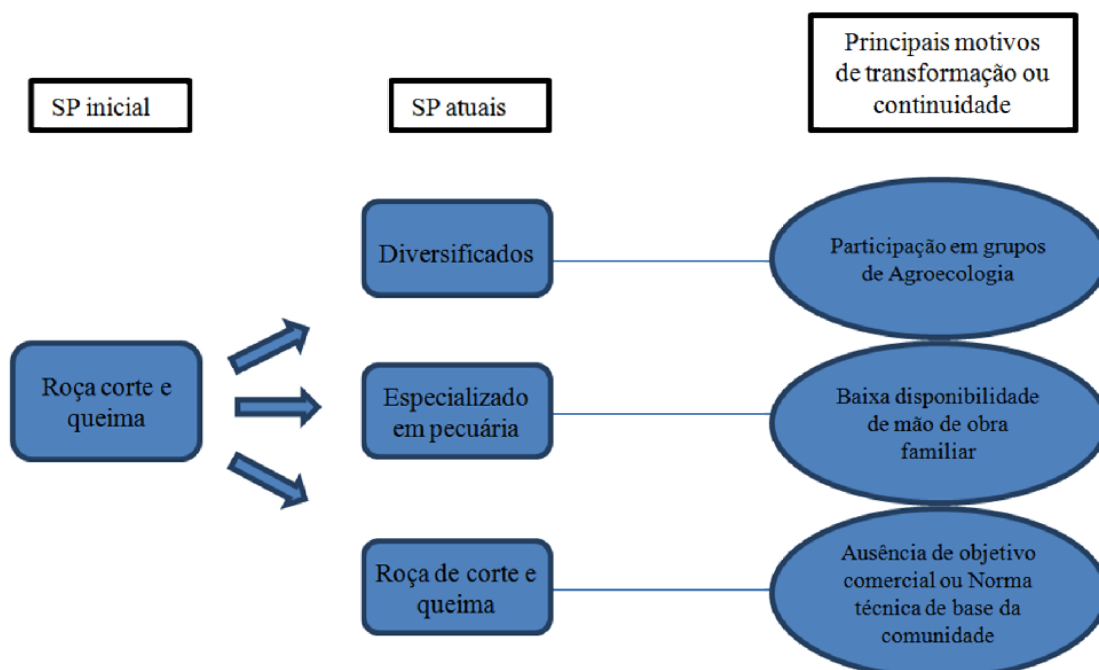 SP inicial
SP atuais
Principais motivos
de transformação ou
continuidade
Roça corte e
queima
Diversificados
Participação em grupos
de Agroecologia
Especializado
em pecuária
Baixa disponibilidade
de mão de obra
familiar
Roça de corte e
queima
Ausência de objetivo
comercial ou Norma
técnica de base da
comunidade